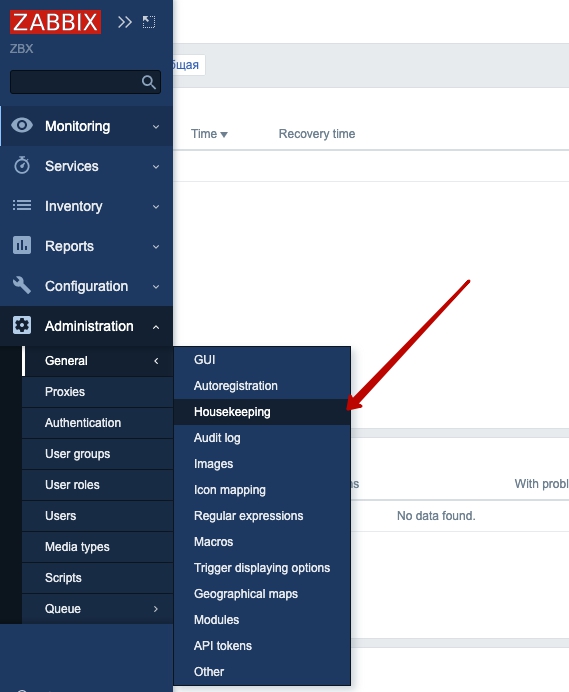 ZABBIX
ZBX
общая
Monitoring
Time
Recovery time
Services
Inventory
Reports
Configuration
Administration
General
GUI
Proxies
Autoregistration
Authentication
Housekeeping
User groups
Audit log
User roles
Images
Users
Icon mapping
Media types
Regular expressions
No data found.
Scripts
Macros
Queue
Trigger displaying options
Geographical maps
Modules
API tokens
Other
With probl